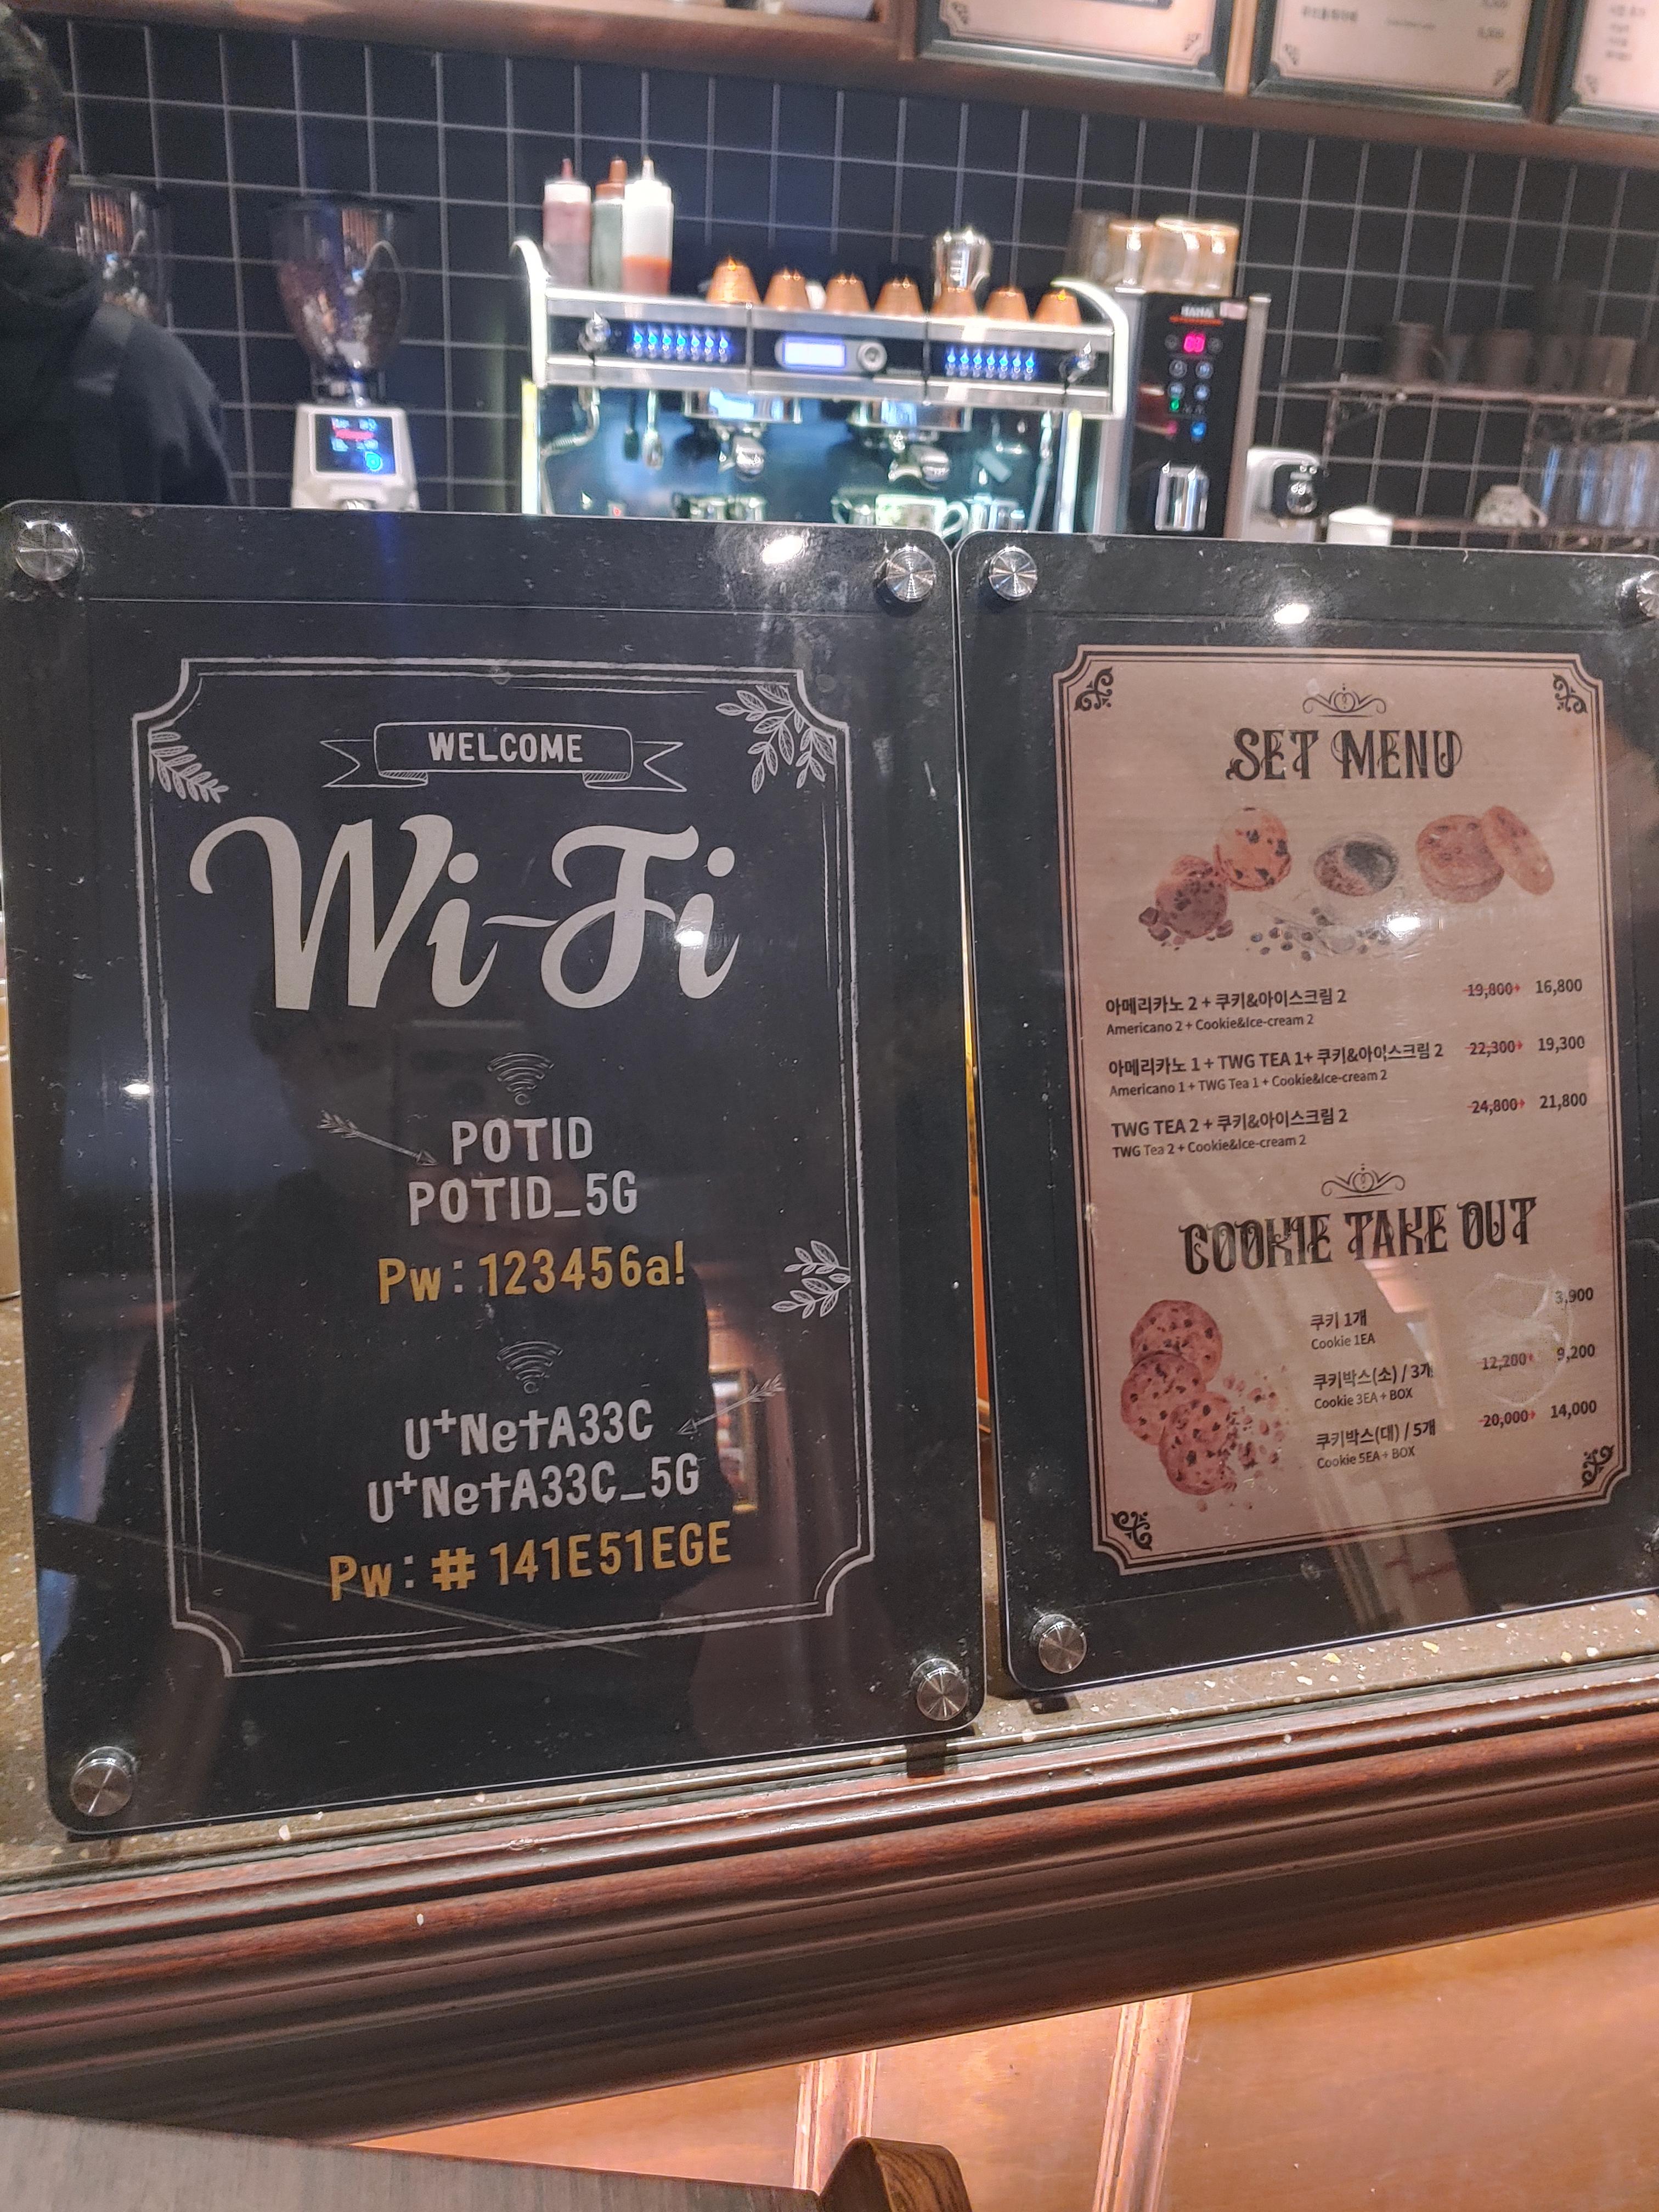 WELCOME
Wi-Fi
POTID
POTID_5G
Pw : 123456a!
U+NetA33C
U+NetA33C_5G
Pw : # 141E51EGE
SET MENU
아메리카노 2 + 쿠키&아이스크림 2 19,800 16,800
Americano 2 + Cookie&Ice-cream 2
아메리카노 1 + TWG TEA 1+ 쿠키&아이스크림 2 22,300 19,300
Americano 1 + TWG Tea 1 + Cookie&Ice-cream 2
TWG TEA 2 + 쿠키&아이스크림 2 24,800 21,800
TWG Tea 2 + Cookie&Ice-cream 2
COOKIE TAKE OUT
쿠키 1개 3,900
Cookie 1EA
쿠키박스(소) / 3개 12,200 9,200
Cookie 3EA + BOX
쿠키박스(대) / 5개 20,000 14,000
Cookie 5EA + BOX